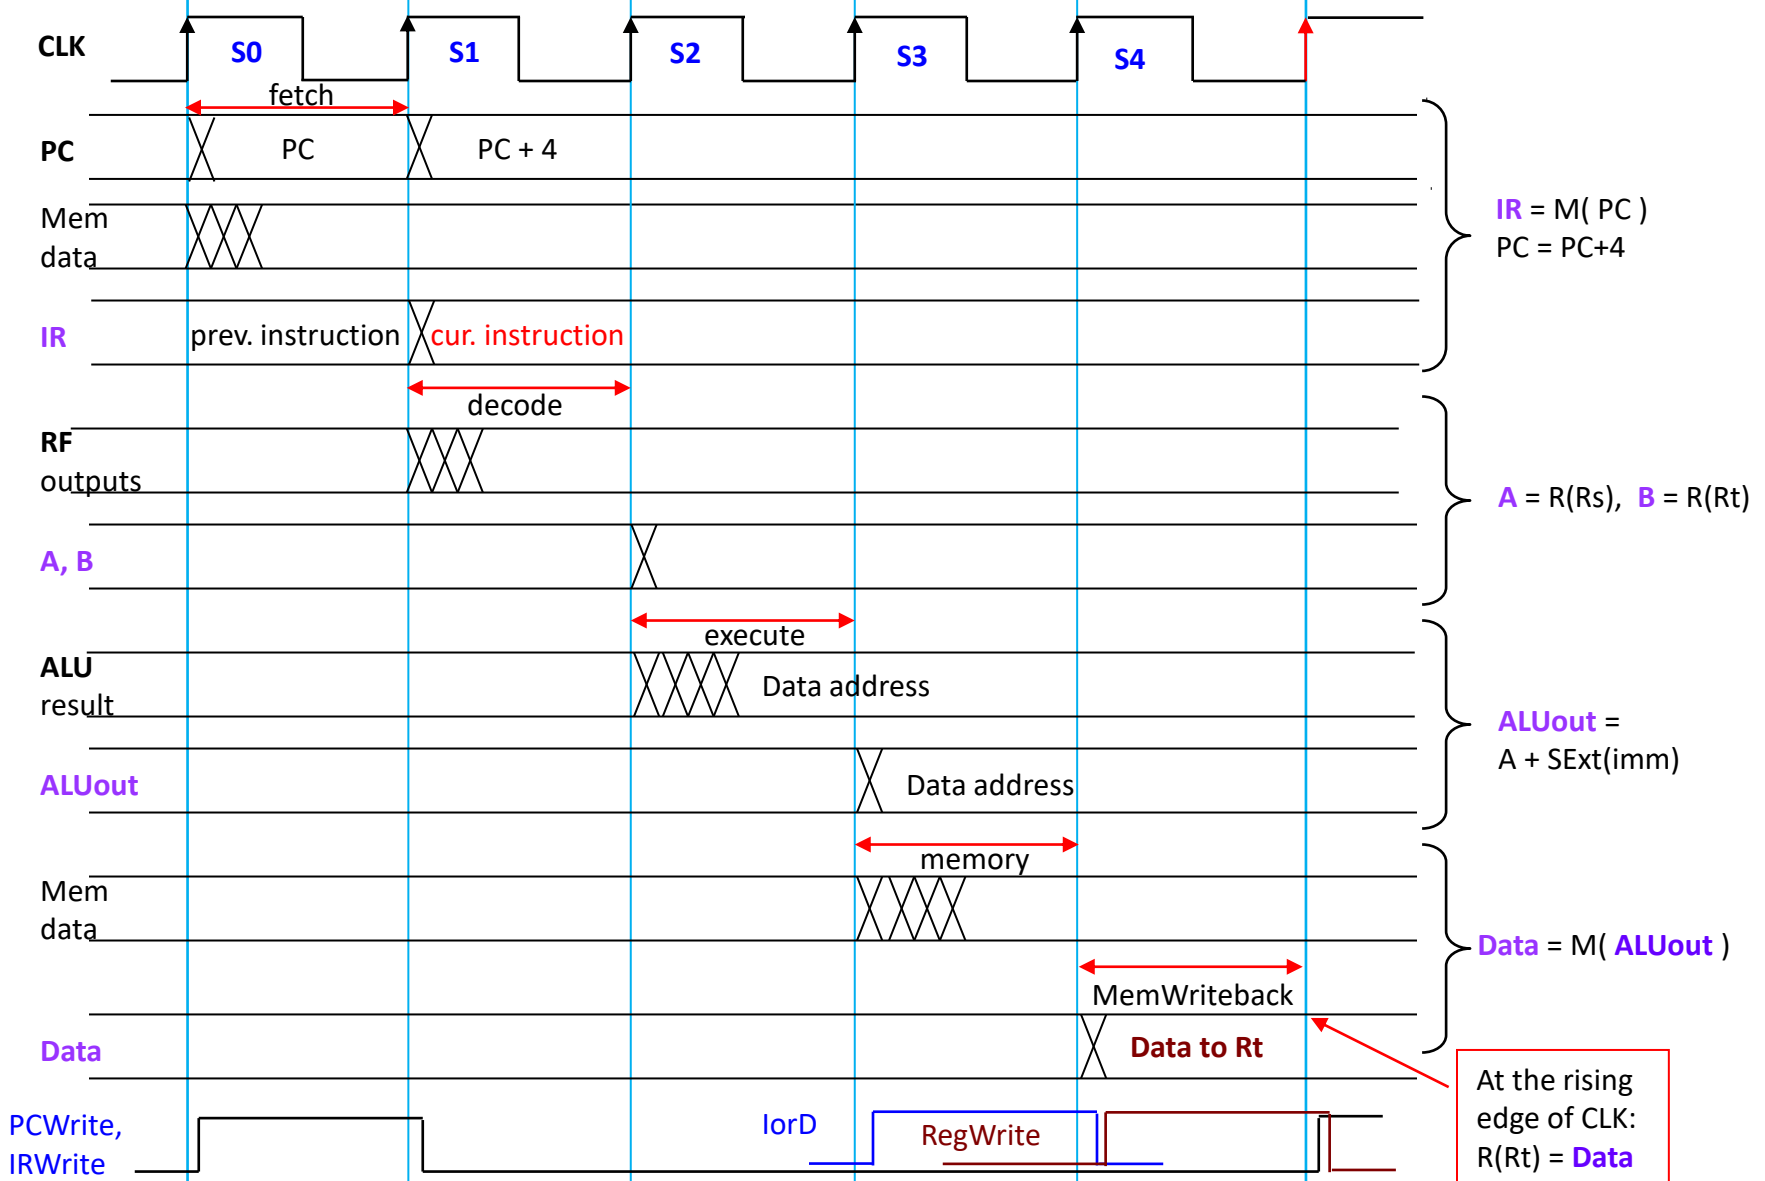 CLK
S0
S1
S2
S3
S4
fetch
PC
PC
PC + 4
Mem
data
IR
prev. instruction
cur. instruction
IR = M( PC )
PC = PC+4
decode
RF
outputs
A, B
A = R(Rs), B = R(Rt)
execute
ALU
result
Data address
ALUout
Data address
ALUout =
A + SExt(imm)
memory
Mem
data
Data = M( ALUout )
MemWriteback
Data
Data to Rt
At the rising
edge of CLK:
R(Rt) = Data
PCWrite,
IRWrite
IorD
RegWrite